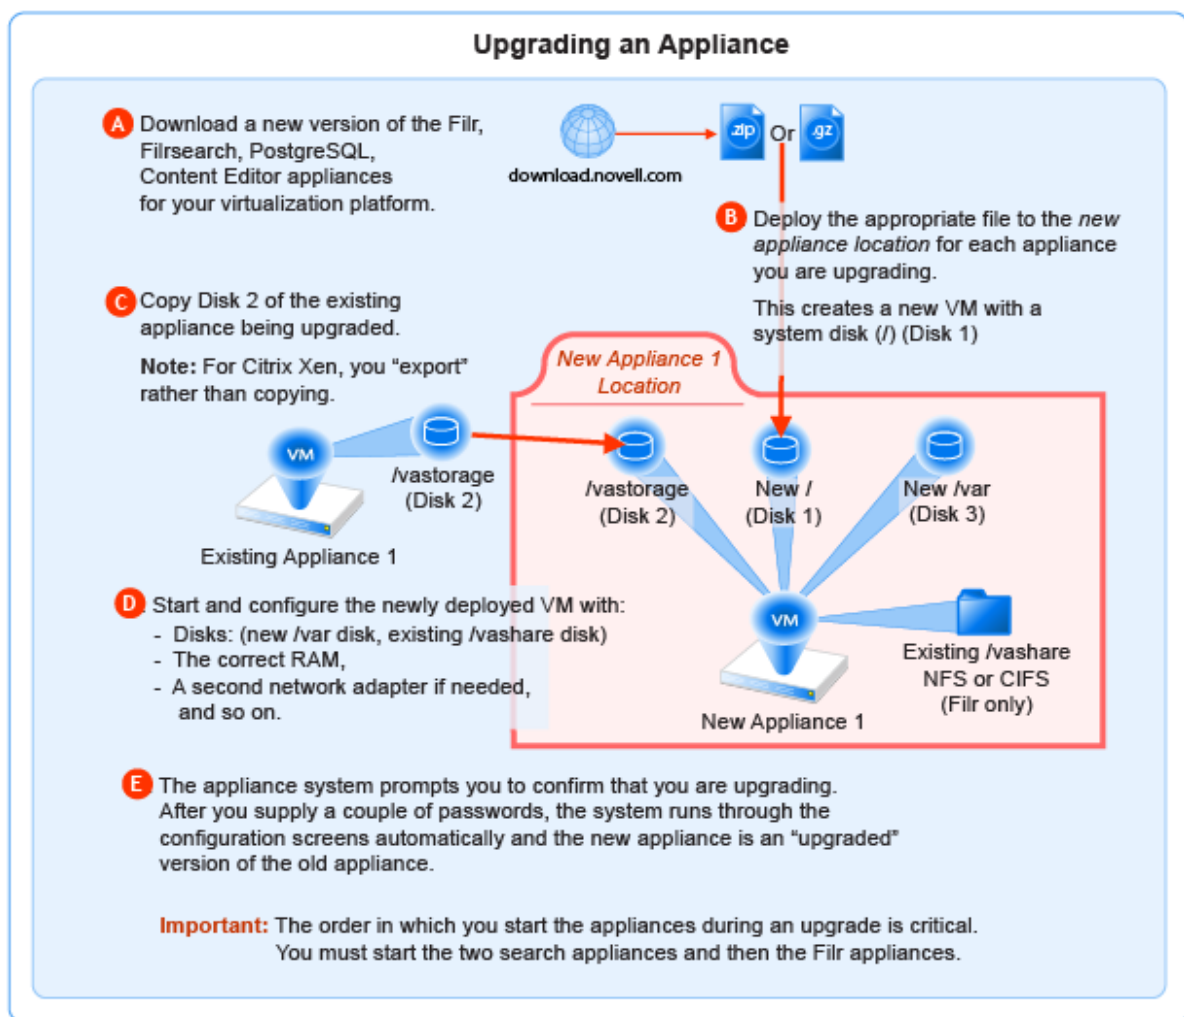 Upgrading an Appliance
A
Download a new version of the Filr,
Filrsearch, PostgreSQL,
Content Editor appliances
for your virtualization platform.
download.novell.com
.zip
Or
.gz
B
Deploy the appropriate file to the new
appliance location for each appliance
you are upgrading.
This creates a new VM with a
system disk (/) (Disk 1)
C
Copy Disk 2 of the existing
appliance being upgraded.
Note: For Citrix Xen, you “export”
rather than copying.
New Appliance 1
Location
VM
/vastorage
(Disk 2)
Existing Appliance 1
/vastorage
(Disk 2)
New /
(Disk 1)
New /var
(Disk 3)
VM
New Appliance 1
Existing /vashare
NFS or CIFS
(Filr only)
D
Start and configure the newly deployed VM with:
- Disks: (new /var disk, existing /vashare disk)
- The correct RAM,
- A second network adapter if needed,
and so on.
E
The appliance system prompts you to confirm that you are upgrading.
After you supply a couple of passwords, the system runs through the
configuration screens automatically and the new appliance is an “upgraded”
version of the old appliance.
Important: The order in which you start the appliances during an upgrade is critical.
You must start the two search appliances and then the Filr appliances.